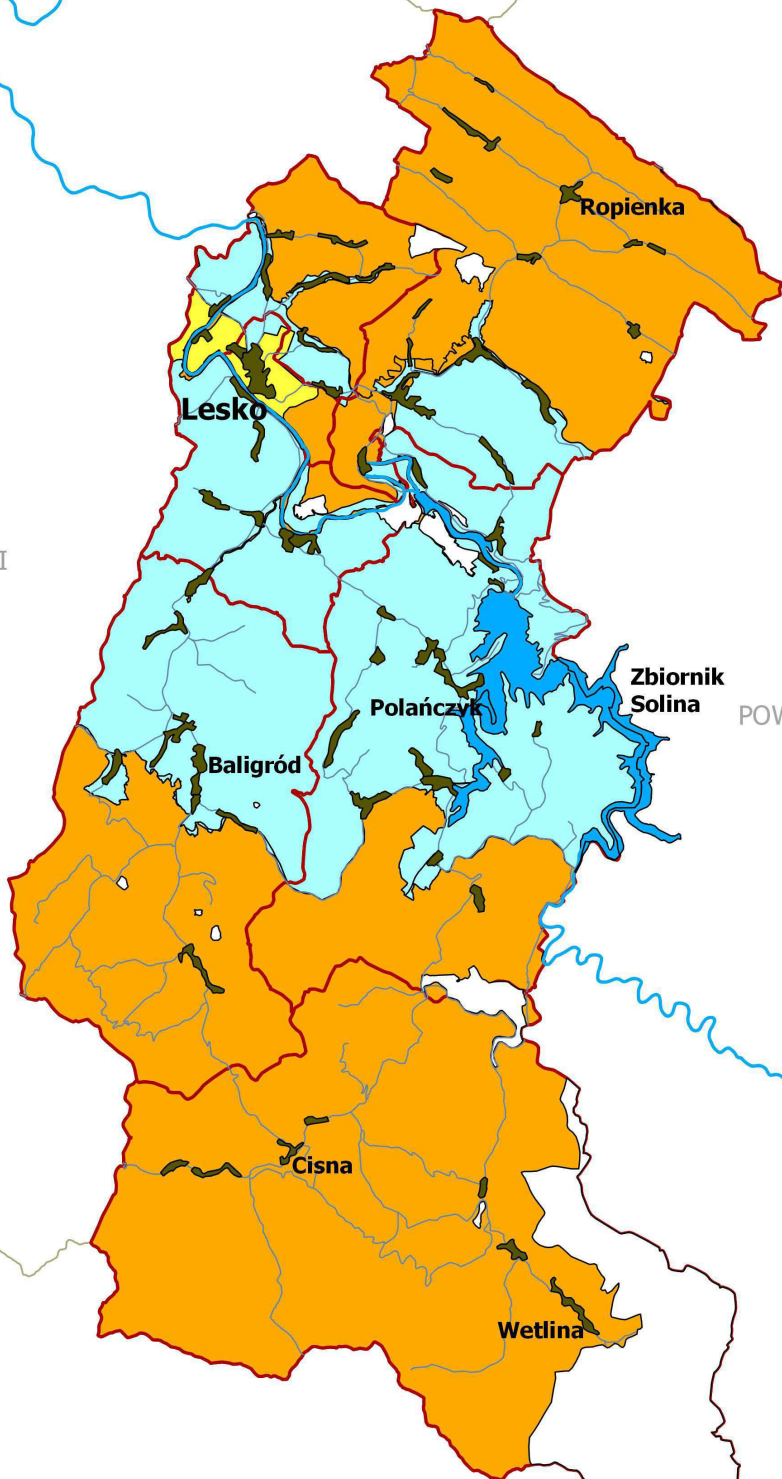 Ropienka
Lesko
I
Zbiornik
Solina
Polańczyk
POW
Baligród
Cisna
Wetlina